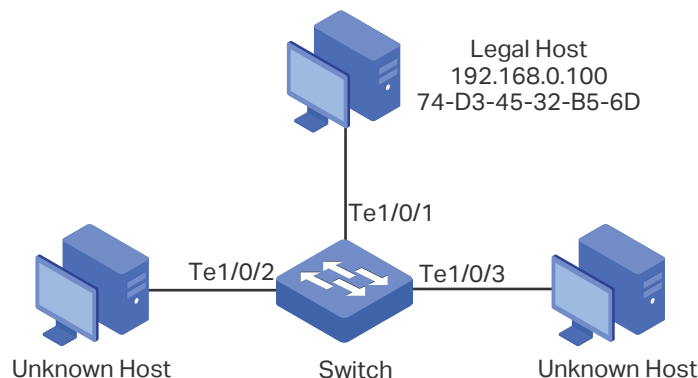 Legal Host
192.168.0.100
74-D3-45-32-B5-6D
Te1/0/1
Te1/0/2
Te1/0/3
Unknown Host
Switch
Unknown Host